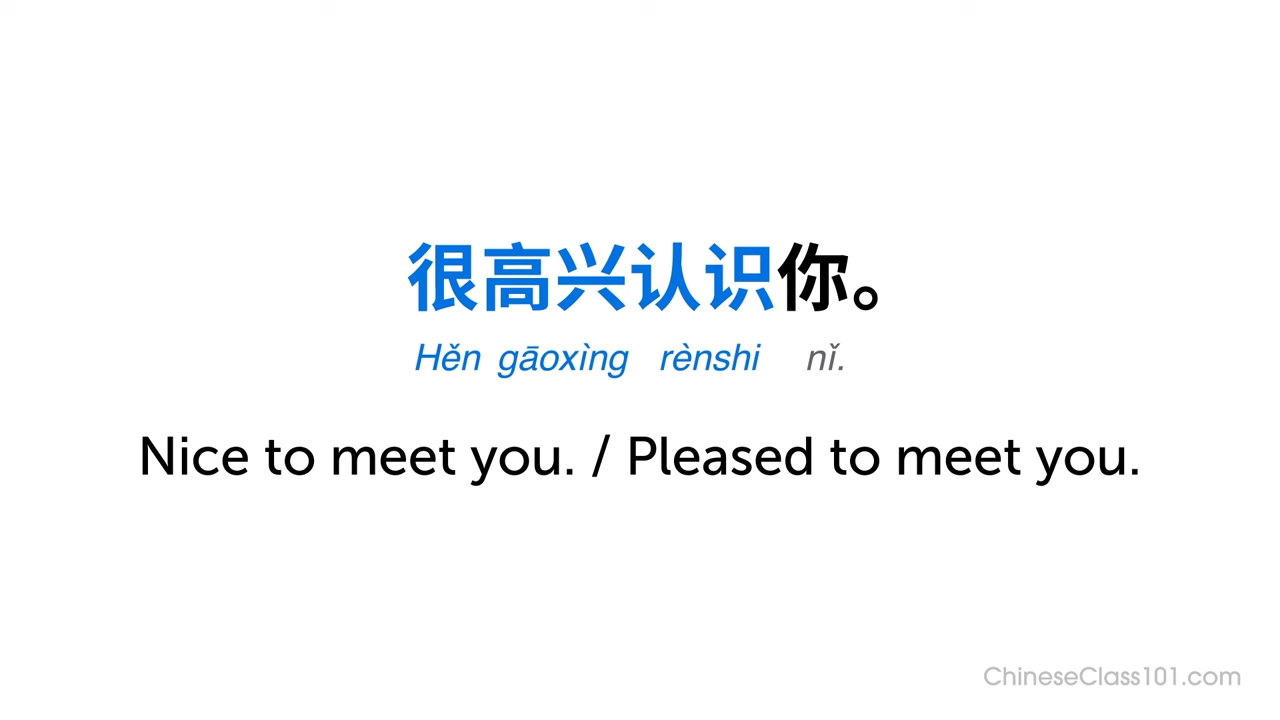 很高兴认识你。
Hěn gāoxìng rènshi nǐ.
Nice to meet you. / Pleased to meet you.
ChineseClass101.com